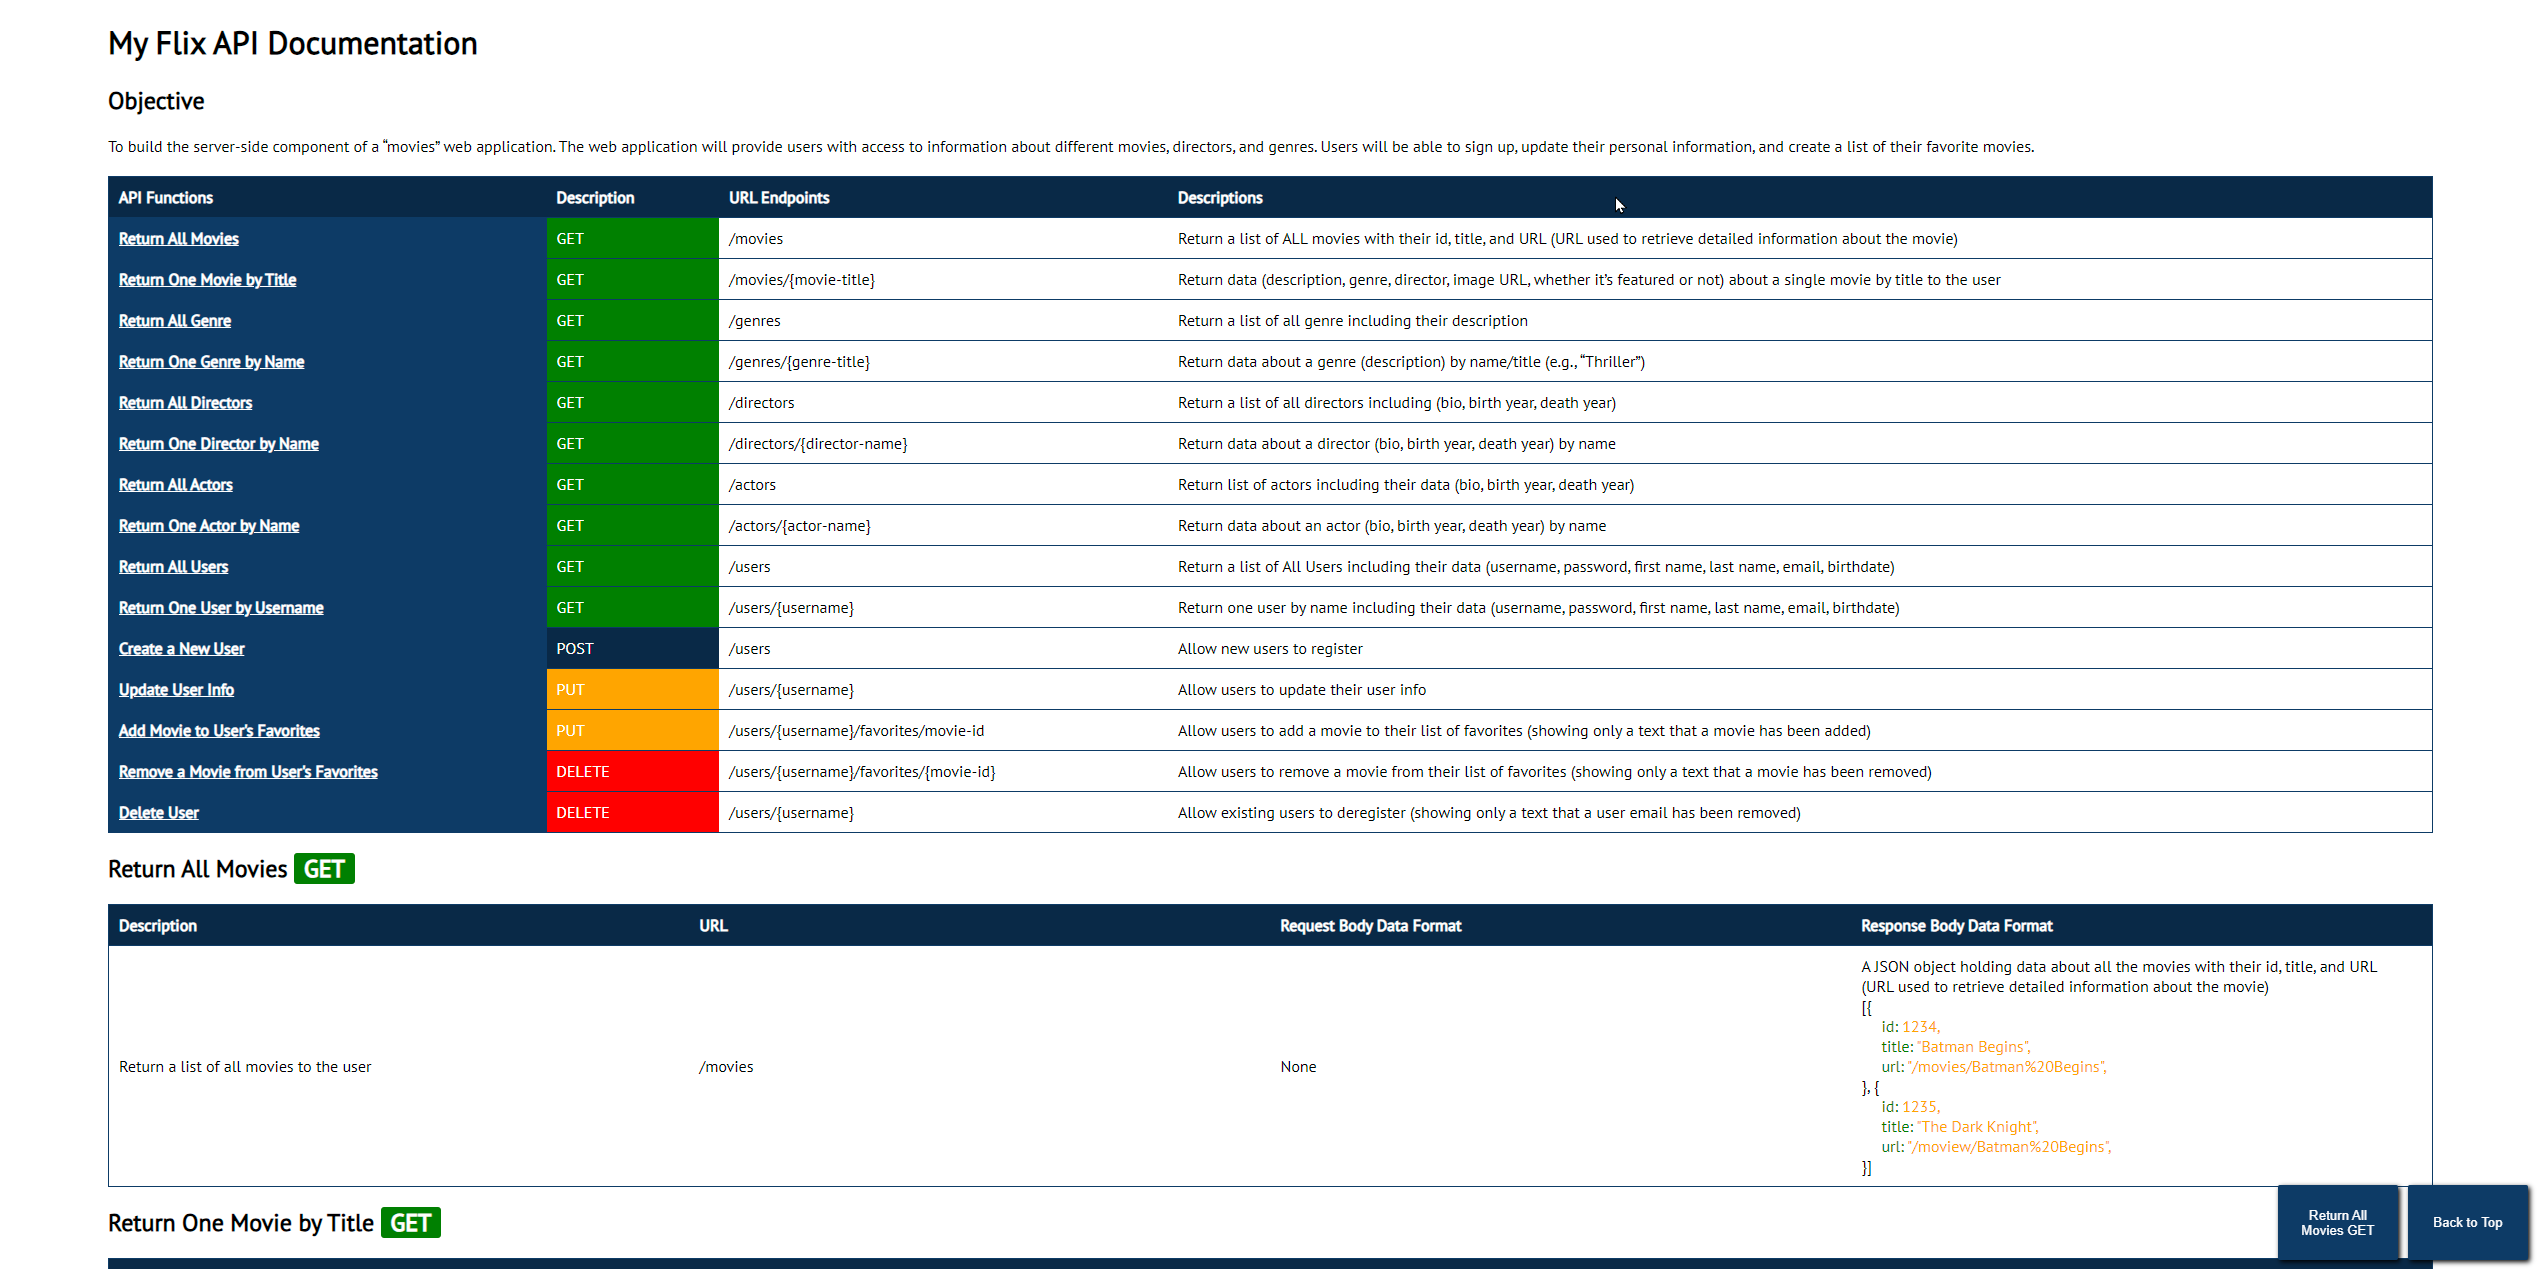 My Flix API Documentation
Objective
To build the server-side component of a “movies” web application. The web application will provide users with access to information about different movies, directors, and genres. Users will be able to sign up, update their personal information, and create a list of their favorite movies.
API Functions Description URL Endpoints Descriptions
Return All Movies GET /movies Return a list of ALL movies with their id, title, and URL (URL used to retrieve detailed information about the movie)
Return One Movie by Title GET /movies/{movie-title} Return data (description, genre, director, image URL, whether it’s featured or not) about a single movie by title to the user
Return All Genre GET /genres Return a list of all genre including their description
Return One Genre by Name GET /genres/{genre-title} Return data about a genre (description) by name/title (e.g., “Thriller”)
Return All Directors GET /directors Return a list of all directors including (bio, birth year, death year)
Return One Director by Name GET /directors/{director-name} Return data about a director (bio, birth year, death year) by name
Return All Actors GET /actors Return list of actors including their data (bio, birth year, death year)
Return One Actor by Name GET /actors/{actor-name} Return data about an actor (bio, birth year, death year) by name
Return All Users GET /users Return a list of All Users including their data (username, password, first name, last name, email, birthdate)
Return One User by Username GET /users/{username} Return one user by name including their data (username, password, first name, last name, email, birthdate)
Create a New User POST /users Allow new users to register
Update User Info PUT /users/{username} Allow users to update their user info
Add Movie to User's Favorites PUT /users/{username}/favorites/movie-id Allow users to add a movie to their list of favorites (showing only a text that a movie has been added)
Remove a Movie from User's Favorites DELETE /users/{username}/favorites/{movie-id} Allow users to remove a movie from their list of favorites (showing only a text that a movie has been removed)
Delete User DELETE /users/{username} Allow existing users to deregister (showing only a text that a user email has been removed)
Return All Movies GET
Description URL Request Body Data Format Response Body Data Format
Return a list of all movies to the user /movies None
A JSON object holding data about all the movies with their id, title, and URL
(URL used to retrieve detailed information about the movie)
[{
id: 1234,
title: "Batman Begins",
url: "/movies/Batman%20Begins",
}, {
id: 1235,
title: "The Dark Knight",
url: "/moview/Batman%20Begins",
}]
Return One Movie by Title GET
Return All
Movies GET
Back to Top